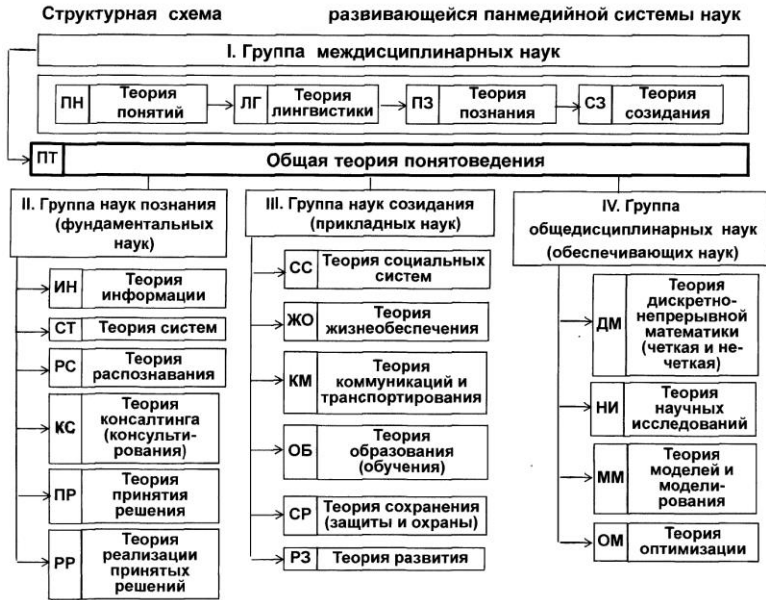 Структурная схема развивающейся панмедийной системы наук
I. Группа междисциплинарных наук
ПН
Теория
понятий
ЛГ
Теория
лингвистики
ПЗ
Теория
познания
СЗ
Теория
созидания
ПТ
Общая теория понятоведения
II. Группа наук познания
(фундаментальных
наук)
ИН
Теория
информации
СТ
Теория систем
РС
Теория
распознавания
КС
Теория
консалтинга
(консульти-
рования)
ПР
Теория
принятия
решения
РР
Теория
реализации
принятых
решений
III. Группа наук созидания
(прикладных наук)
СС
Теория социальных
систем
ЖО
Теория
жизнеобеспечения
КМ
Теория
коммуникаций и
транспортирования
ОБ
Теория
образования
(обучения)
СР
Теория сохранения
(защиты и охраны)
РЗ
Теория развития
IV. Группа
общедисциплинарных наук
(обеспечивающих наук)
ДМ
Теория
дискретно-
непрерывной
математики
(четкая и не-
четкая)
НИ
Теория
научных
исследований
ММ
Теория
моделей и
модели-
рования
ОМ
Теория
оптимизации